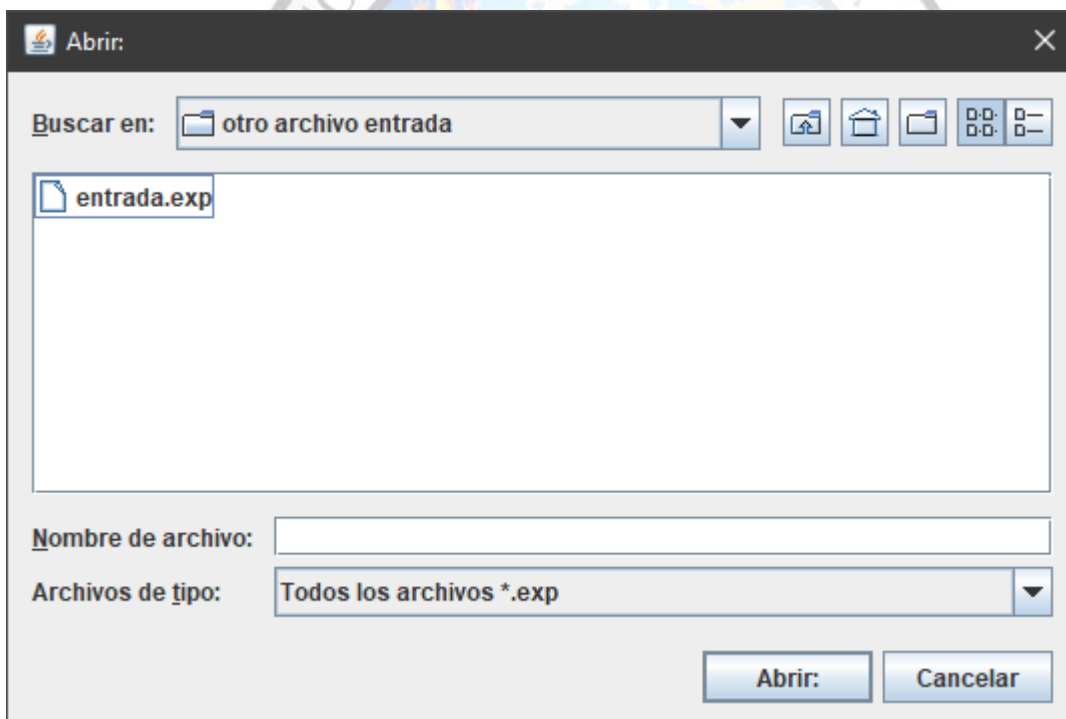 Abrir:
Buscar en: otro archivo entrada
entrada.exp
Nombre de archivo:
Archivos de tipo: Todos los archivos *.exp
Abrir: Cancelar